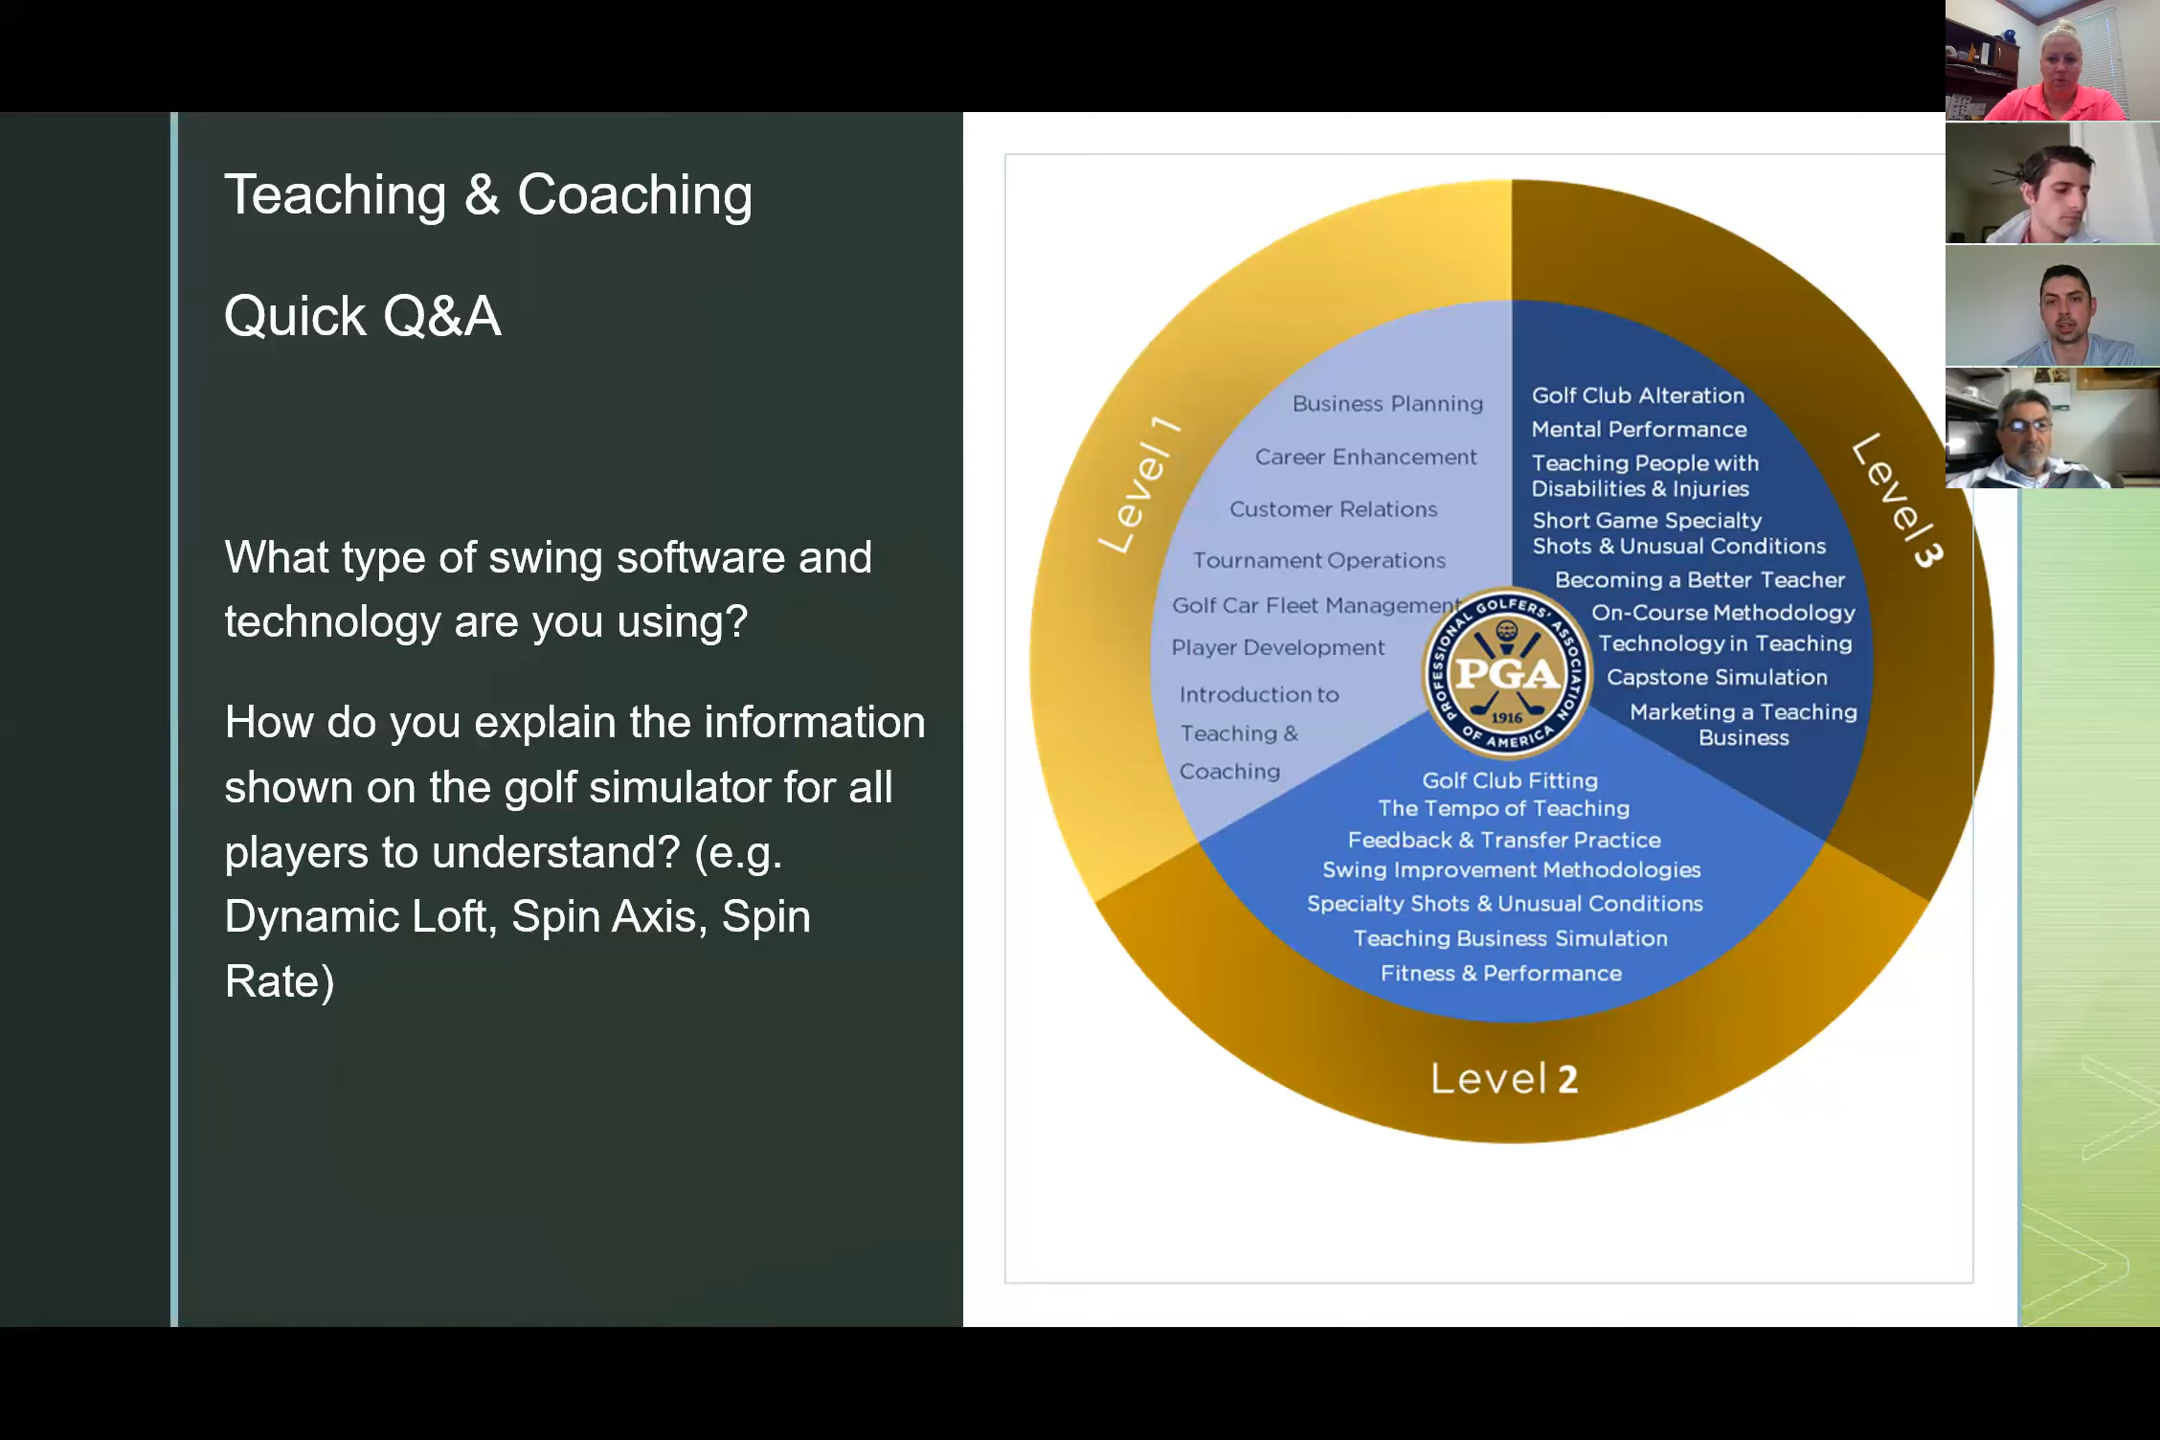 Teaching & Coaching
Quick Q&A
What type of swing software and
technology are you using?
How do you explain the information
shown on the golf simulator for all
players to understand? (e.g.
Dynamic Loft, Spin Axis, Spin
Rate)
Level 1
Business Planning
Career Enhancement
Customer Relations
Tournament Operations
Golf Car Fleet Management
Player Development
Introduction to
Teaching &
Coaching
Level 3
Golf Club Alteration
Mental Performance
Teaching People with
Disabilities & Injuries
Short Game Specialty
Shots & Unusual Conditions
Becoming a Better Teacher
On-Course Methodology
Technology in Teaching
Capstone Simulation
Marketing a Teaching
Business
PROFESSIONAL GOLFERS' ASSOCIATION
PGA
1916
OF AMERICA
Golf Club Fitting
The Tempo of Teaching
Feedback & Transfer Practice
Swing Improvement Methodologies
Specialty Shots & Unusual Conditions
Teaching Business Simulation
Fitness & Performance
Level 2